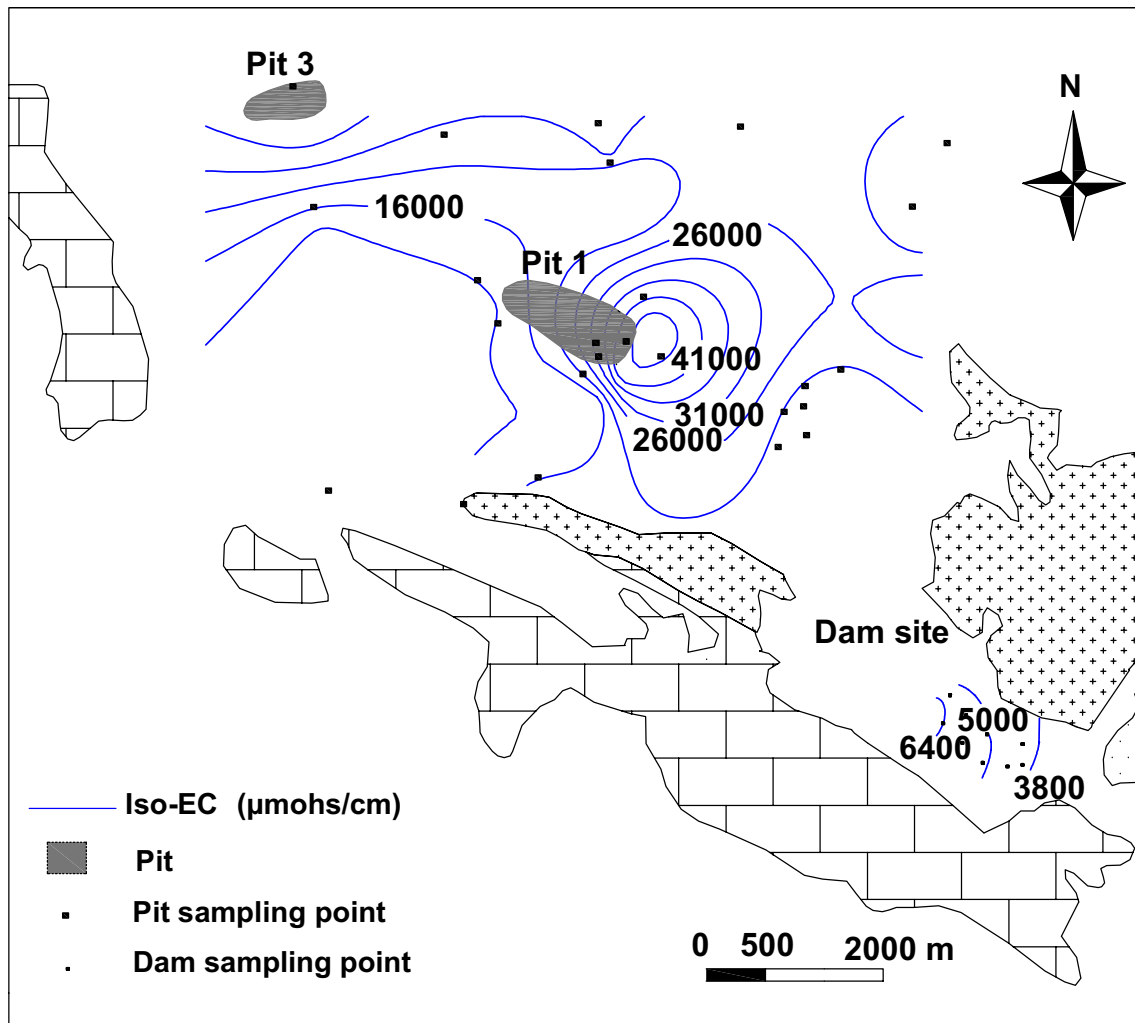 Pit 3
N
16000
26000
Pit 1
41000
31000
26000
Dam site
5000
6400
3800
Iso-EC (µmohs/cm)
Pit
Pit sampling point
Dam sampling point
0 500 2000 m